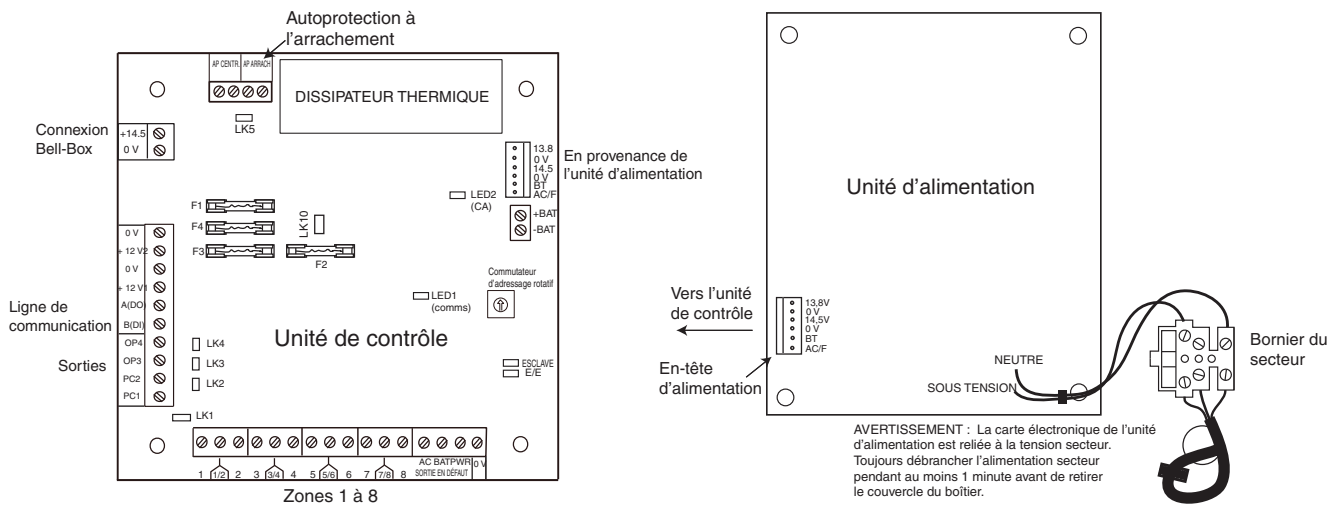 Autoprotection à
l'arrachement
AP CENTR. AP ARRACH
DISSIPATEUR THERMIQUE
LK5
Connexion
Bell-Box
+14.5
0 V
13.8
0 V
14.5
0 V
BT
AC/F
En provenance de
l'unité d'alimentation
LED2
(CA)
+BAT
-BAT
F1
F4
F3
LK10
F2
0 V
+ 12 V2
0 V
+ 12 V1
A(DO)
B(DI)
OP4
OP3
PC2
PC1
Ligne de
communication
Sorties
LED1
(comms)
Commutateur
d'adressage rotatif
Unité de contrôle
LK4
LK3
LK2
LK1
ESCLAVE
E/E
1 1/2 2 3 3/4 4 5 5/6 6 7 7/8 8
AC BATPWR 0 V
SORTIE EN DÉFAUT
Zones 1 à 8
Unité d'alimentation
Vers l'unité
de contrôle
13,8V
0 V
14,5V
0 V
BT
AC/F
En-tête
d'alimentation
NEUTRE
SOUS TENSION
Bornier du
secteur
AVERTISSEMENT : La carte électronique de l'unité
d'alimentation est reliée à la tension secteur.
Toujours débrancher l'alimentation secteur
pendant au moins 1 minute avant de retirer
le couvercle du boîtier.